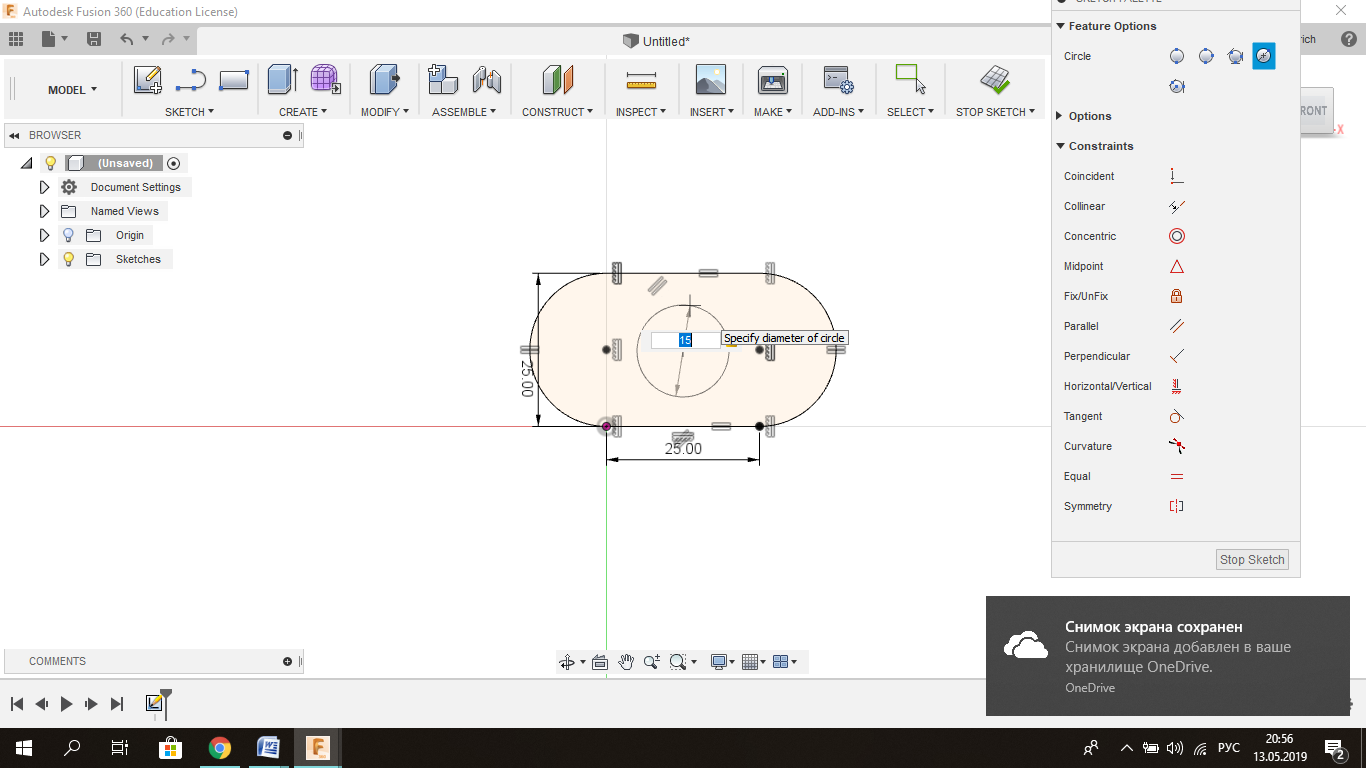 Autodesk Fusion 360 (Education License)
SKETCH PALETTE
Untitled*
rich
MODEL
SKETCH
CREATE
MODIFY
ASSEMBLE
CONSTRUCT
INSPECT
INSERT
MAKE
ADD-INS
SELECT
STOP SKETCH
BROWSER
(Unsaved)
Document Settings
Named Views
Origin
Sketches
Feature Options
Circle
Options
Constraints
Coincident
Collinear
Concentric
Midpoint
Fix/UnFix
Parallel
Perpendicular
Horizontal/Vertical
Tangent
Curvature
Equal
Symmetry
Stop Sketch
RONT
X
15
Specify diameter of circle
25.00
25.00
COMMENTS
Снимок экрана сохранен
Снимок экрана добавлен в ваше
хранилище OneDrive.
OneDrive
РУС
20:56
13.05.2019
2